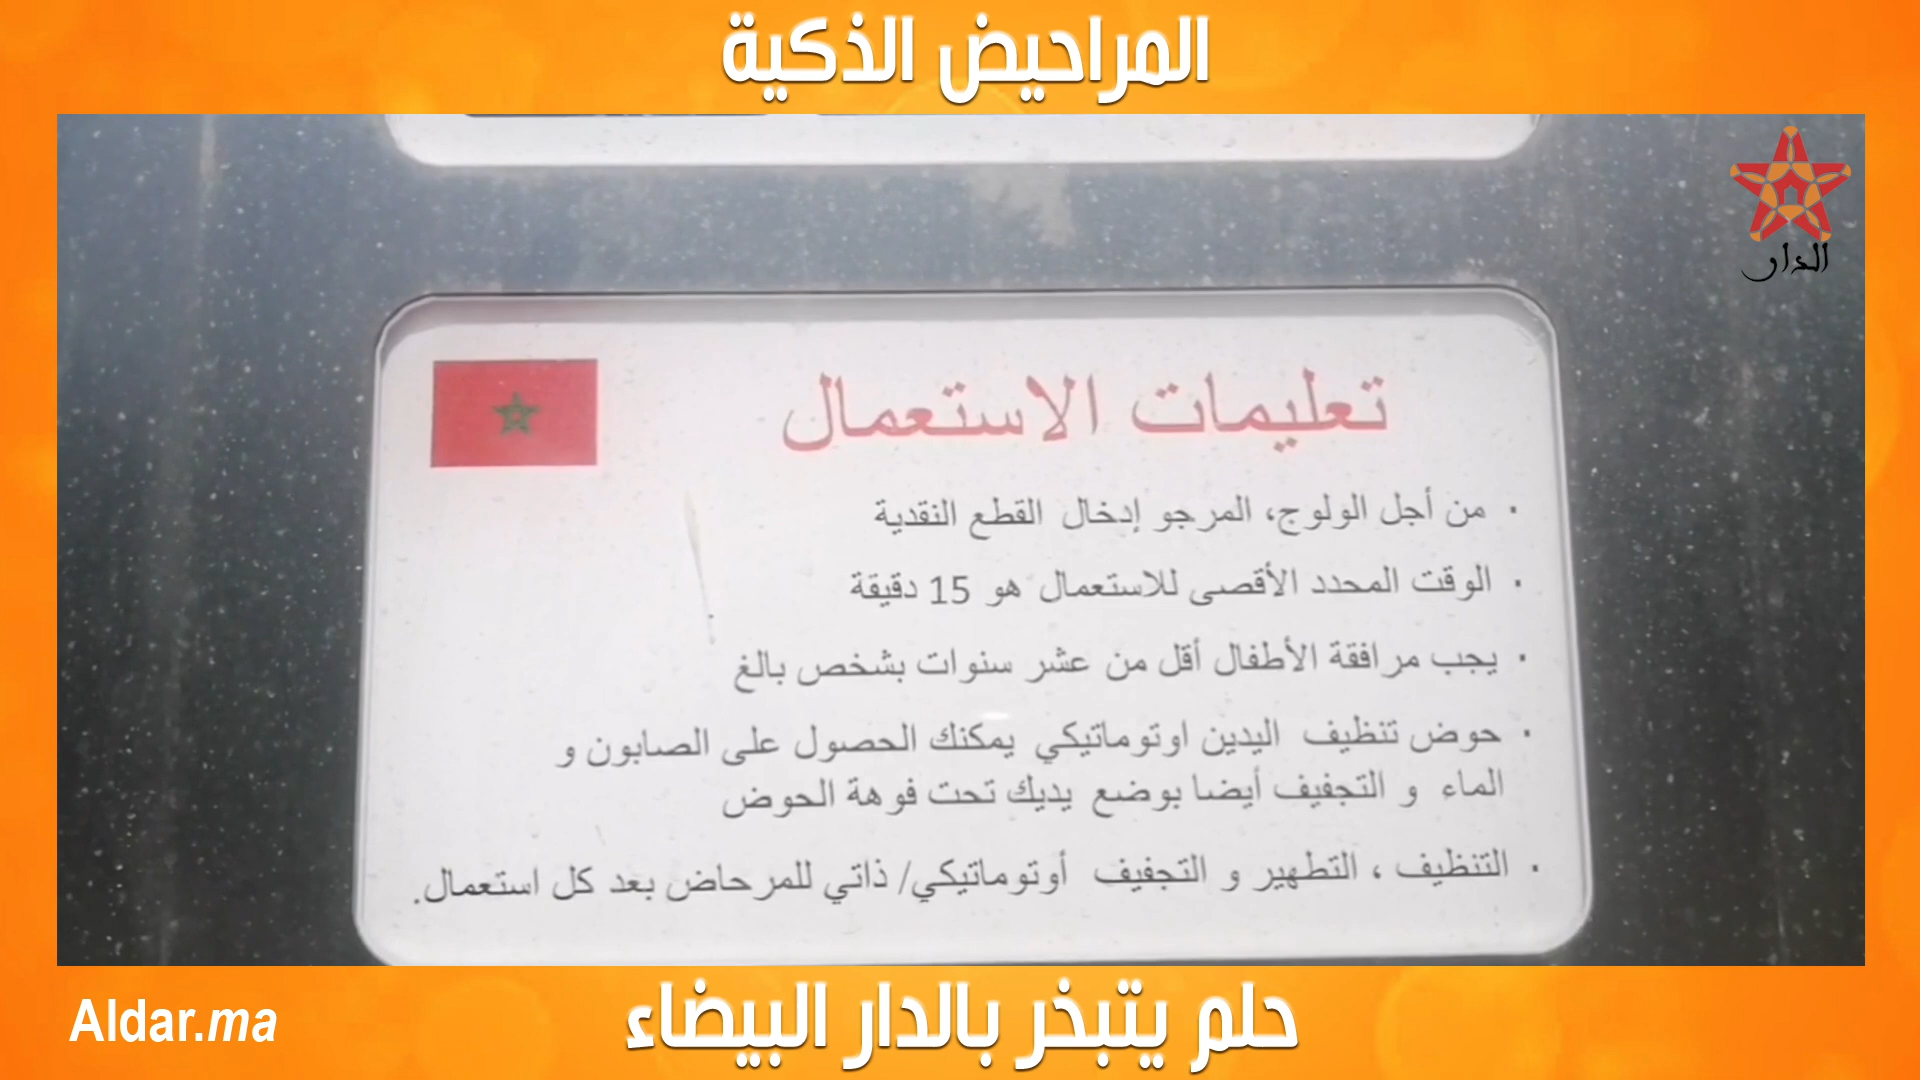 المراحيض الذكية
الدار
تعليمات الاستعمال
· من أجل الولوج، المرجو إدخال القطع النقدية
· الوقت المحدد الأقصى للاستعمال هو 15 دقيقة
· يجب مرافقة الأطفال أقل من عشر سنوات بشخص بالغ
· حوض تنظيف اليدين اوتوماتيكي يمكنك الحصول على الصابون و
الماء و التجفيف أيضا بوضع يديك تحت فوهة الحوض
· التنظيف ، التطهير و التجفيف أوتوماتيكي/ ذاتي للمرحاض بعد كل استعمال.
حلم يتبخر بالدار البيضاء
Aldar.ma